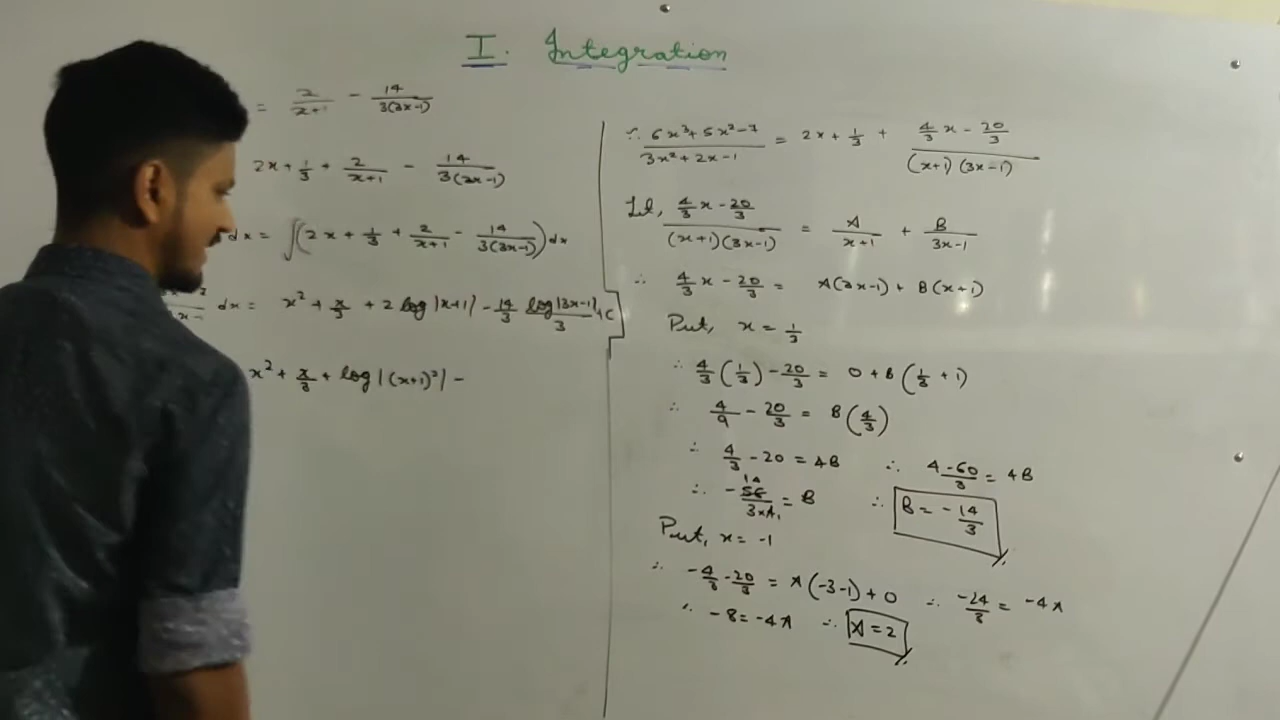 I. Integration
= 2/(x+1) - 14/(3(3x-1))
2x + 1/3 + 2/(x+1) - 14/(3(3x-1))
dx = ∫(2x + 1/3 + 2/(x+1) - 14/(3(3x-1))) dx
dx = x² + x/3 + 2 log|x+1| - 14/3 log|3x-1|/3 + C
x² + x/3 + log|(x+1)²| -
∴ (6x³+5x²-7)/(3x²+2x-1) = 2x + 1/3 + (4/3 x - 20/3)/((x+1)(3x-1))
Let, (4/3 x - 20/3)/((x+1)(3x-1)) = A/(x+1) + B/(3x-1)
∴ 4/3 x - 20/3 = A(3x-1) + B(x+1)
Put, x = 1/3
∴ 4/3 (1/3) - 20/3 = 0 + B(1/3 + 1)
∴ 4/9 - 20/3 = B(4/3)
∴ 4/3 - 20 = 4B ∴ (4-60)/3 = 4B
∴ -56/(3×4) = B 14 1 ∴ B = -14/3
Put, x = -1
∴ -4/3 - 20/3 = A(-3-1) + 0 ∴ -24/3 = -4A
∴ -8 = -4A ∴ A = 2